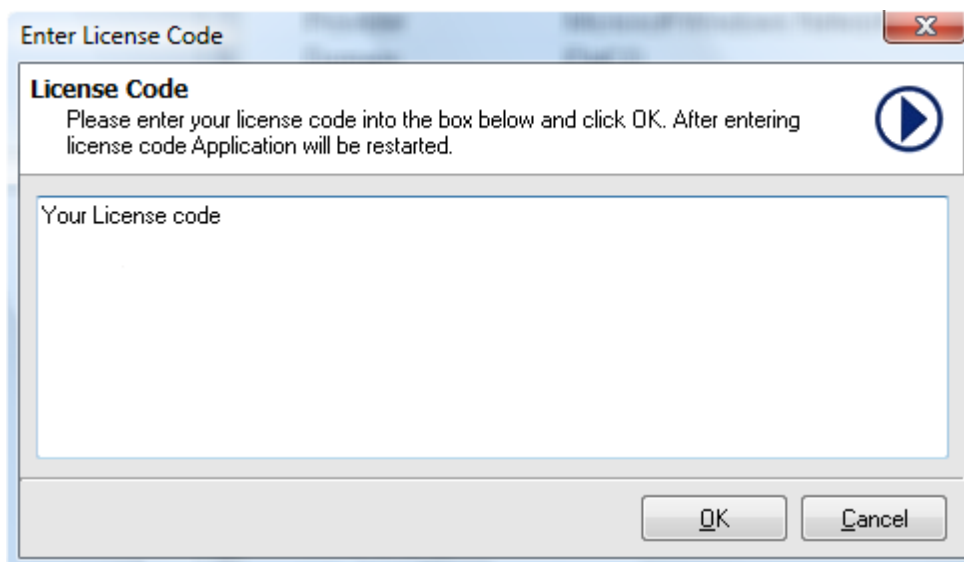 Enter License Code
License Code
Please enter your license code into the box below and click OK. After entering
license code Application will be restarted.
Your License code
OK
Cancel